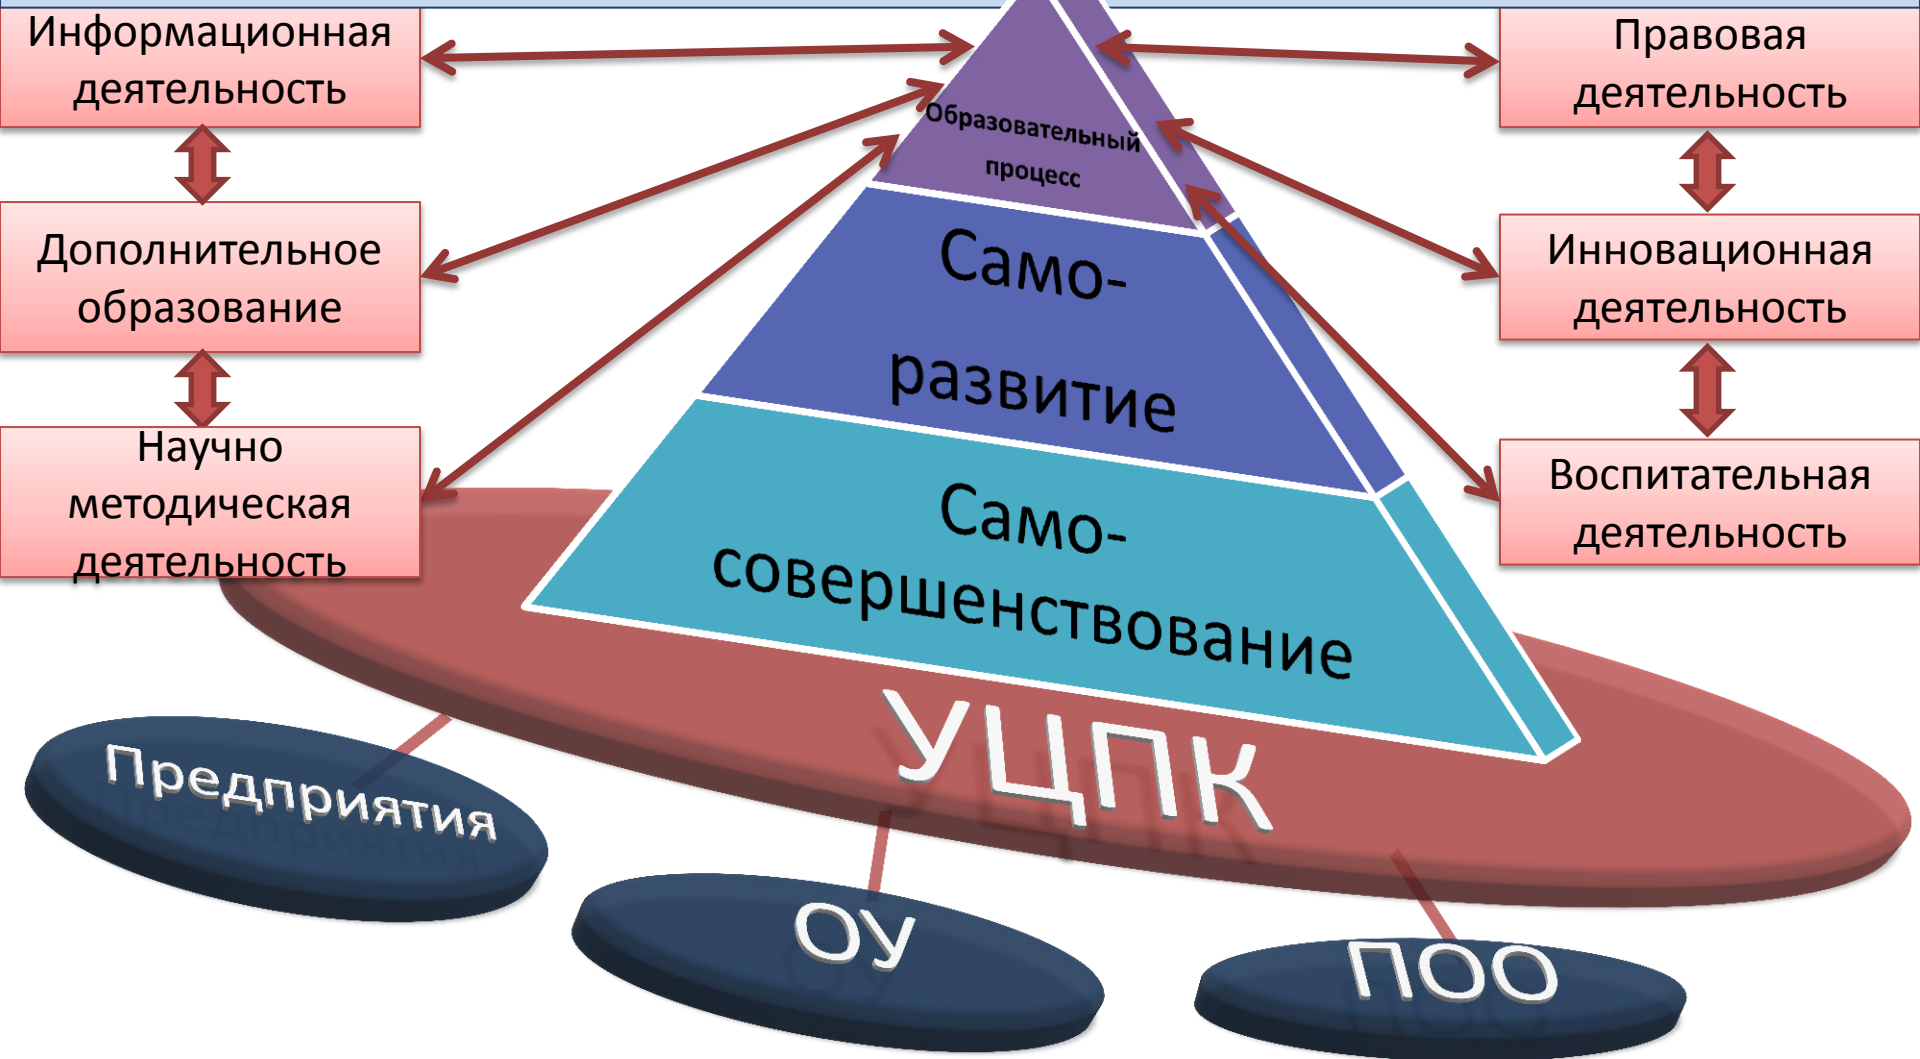 Информационная
деятельность
Дополнительное
образование
Научно
методическая
деятельность
Образовательный
процесс
Само-
развитие
Само-
совершенствование
Правовая
деятельность
Инновационная
деятельность
Воспитательная
деятельность
УЦПК
Предприятия
ОУ
ПОО